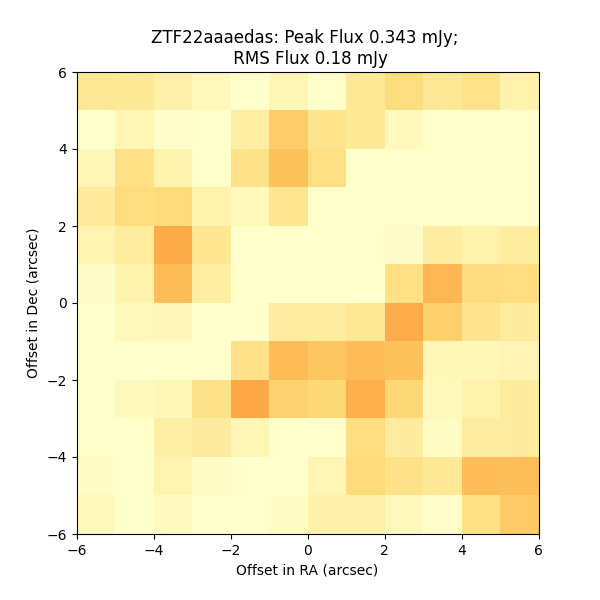 ZTF22aaaedas: Peak Flux 0.343 mJy;
RMS Flux 0.18 mJy
6
4
2
0
−2
−4
−6
Offset in Dec (arcsec)
−6 −4 −2 0 2 4 6
Offset in RA (arcsec)